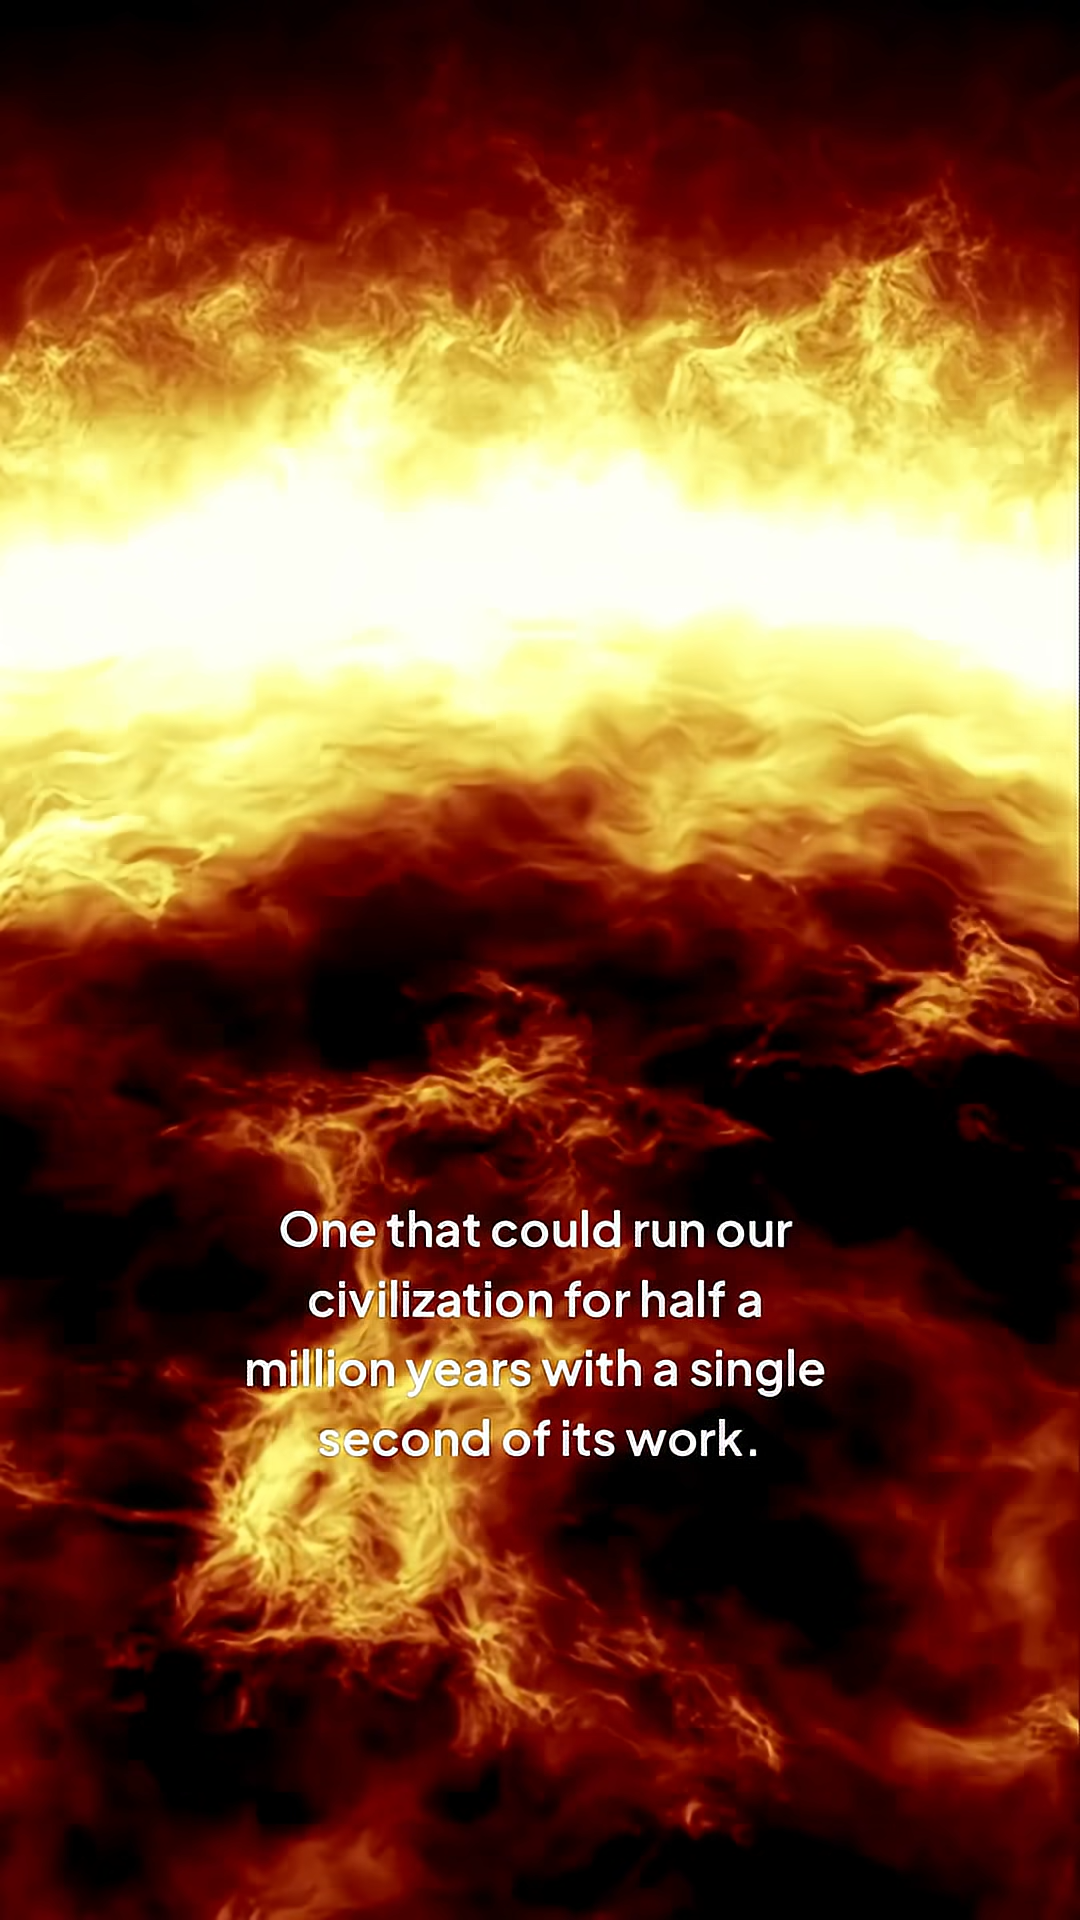 One that could run our
civilization for half a
million years with a single
second of its work.